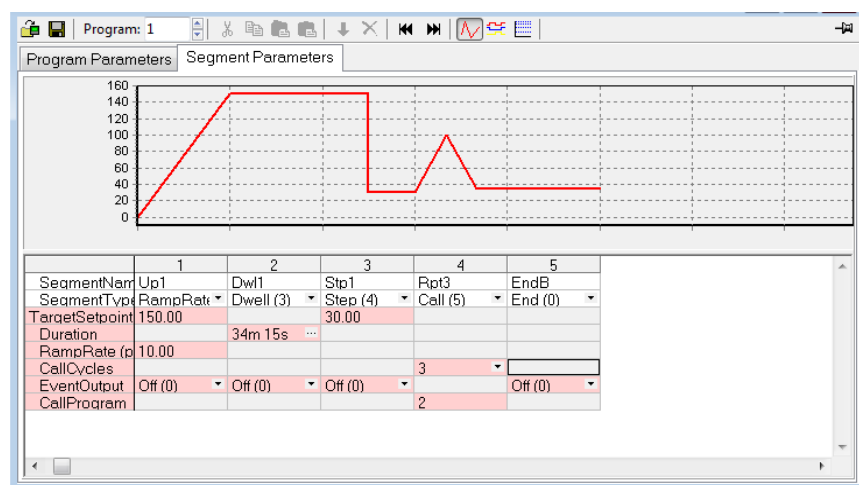 Program: 1
Program Parameters Segment Parameters
160
140
120
100
80
60
40
20
0
1 2 3 4 5
SegmentNam Up1 Dwl1 Stp1 Rpt3 EndB
SegmentType RampRate Dwell (3) Step (4) Call (5) End (0)
TargetSetpoint 150.00 30.00
Duration 34m 15s ...
RampRate (p 10.00
CallCycles 3
EventOutput Off (0) Off (0) Off (0) Off (0)
CallProgram 2